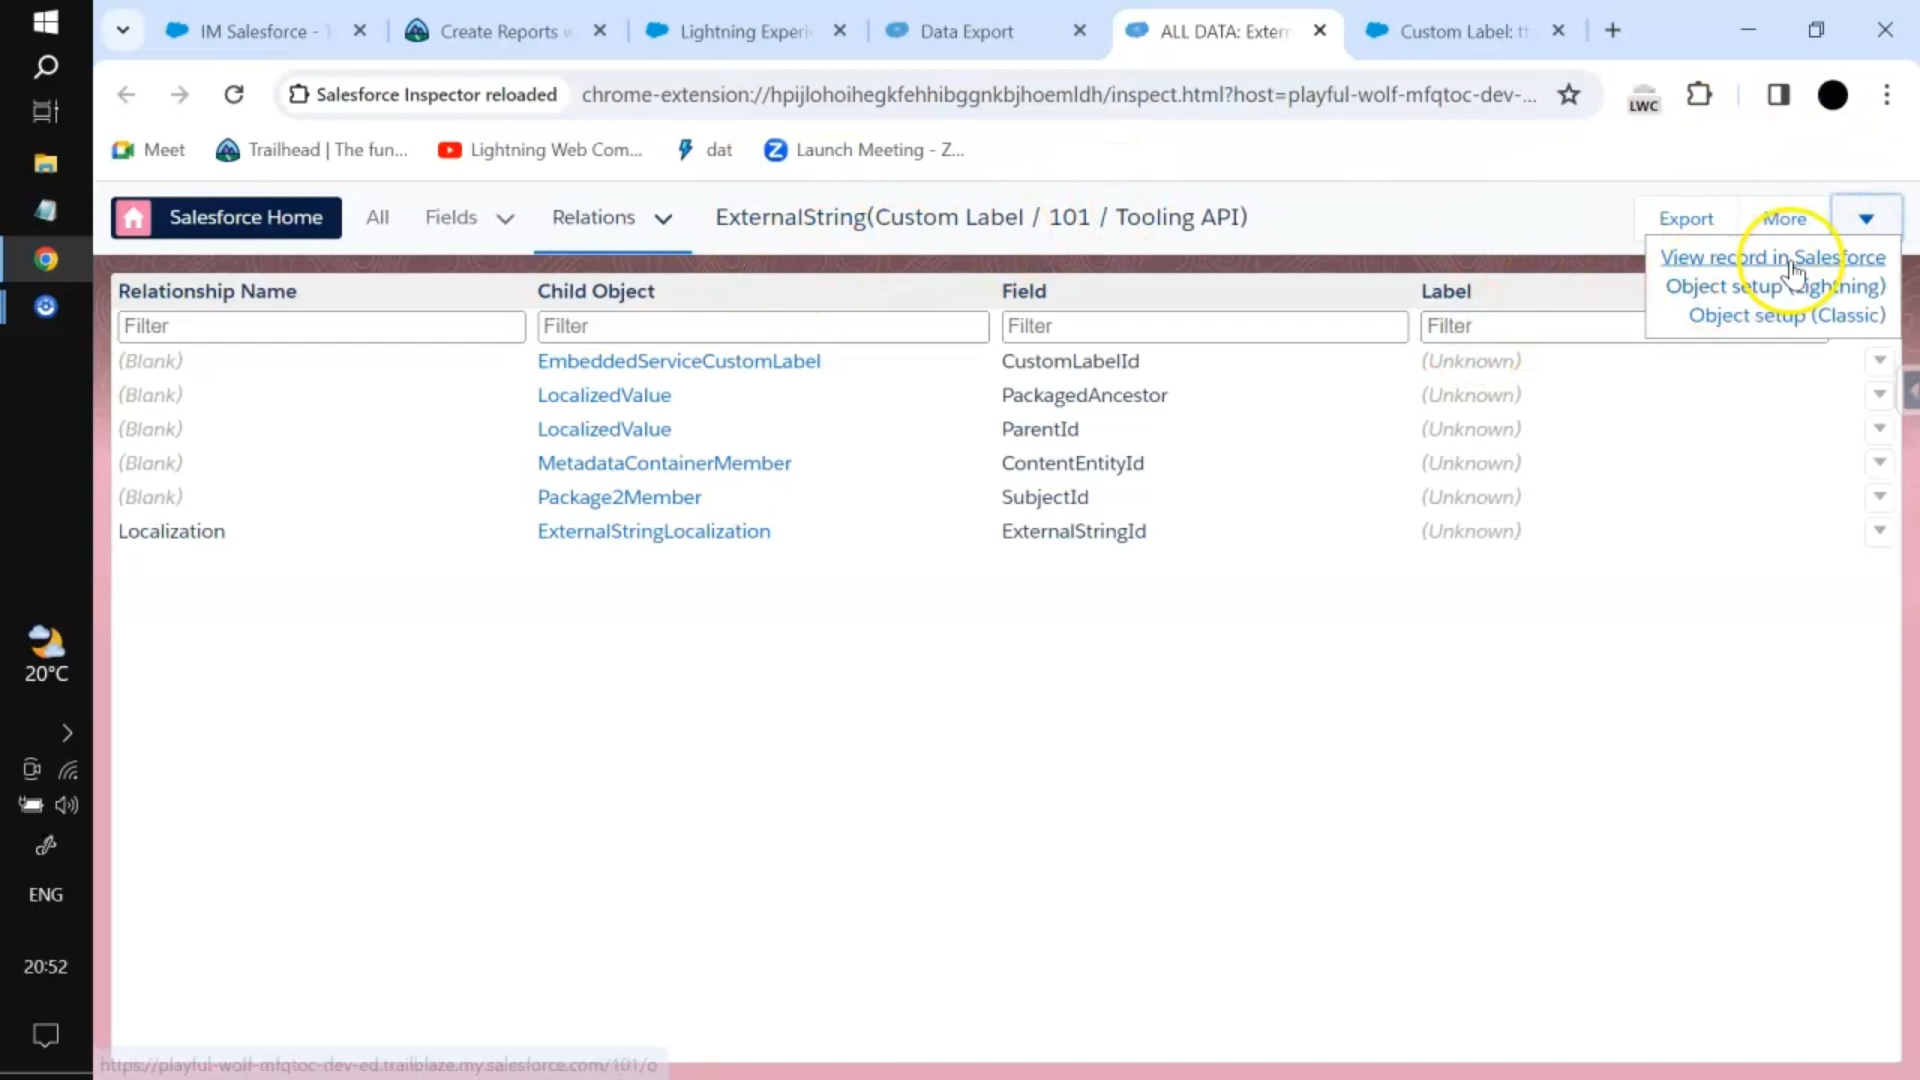 IM Salesforce -
Create Reports
Lightning Experi
Data Export
ALL DATA: Extern
Custom Label: tt
Salesforce Inspector reloaded
chrome-extension://hpijlohoihegkfehhibggnkbjhoemldh/inspect.html?host=playful-wolf-mfqtoc-dev-...
LWC
Meet
Trailhead | The fun...
Lightning Web Com...
dat
Launch Meeting - Z...
Salesforce Home
All
Fields
Relations
ExternalString(Custom Label / 101 / Tooling API)
Export
More
View record in Salesforce
Object setup (Lightning)
Object setup (Classic)
Relationship Name Child Object Field Label
Filter Filter Filter Filter
(Blank) EmbeddedServiceCustomLabel CustomLabelId (Unknown)
(Blank) LocalizedValue PackagedAncestor (Unknown)
(Blank) LocalizedValue ParentId (Unknown)
(Blank) MetadataContainerMember ContentEntityId (Unknown)
(Blank) Package2Member SubjectId (Unknown)
Localization ExternalStringLocalization ExternalStringId (Unknown)
20°C
ENG
20:52
https://playful-wolf-mfqtoc-dev-ed.trailblaze.my.salesforce.com/101/o